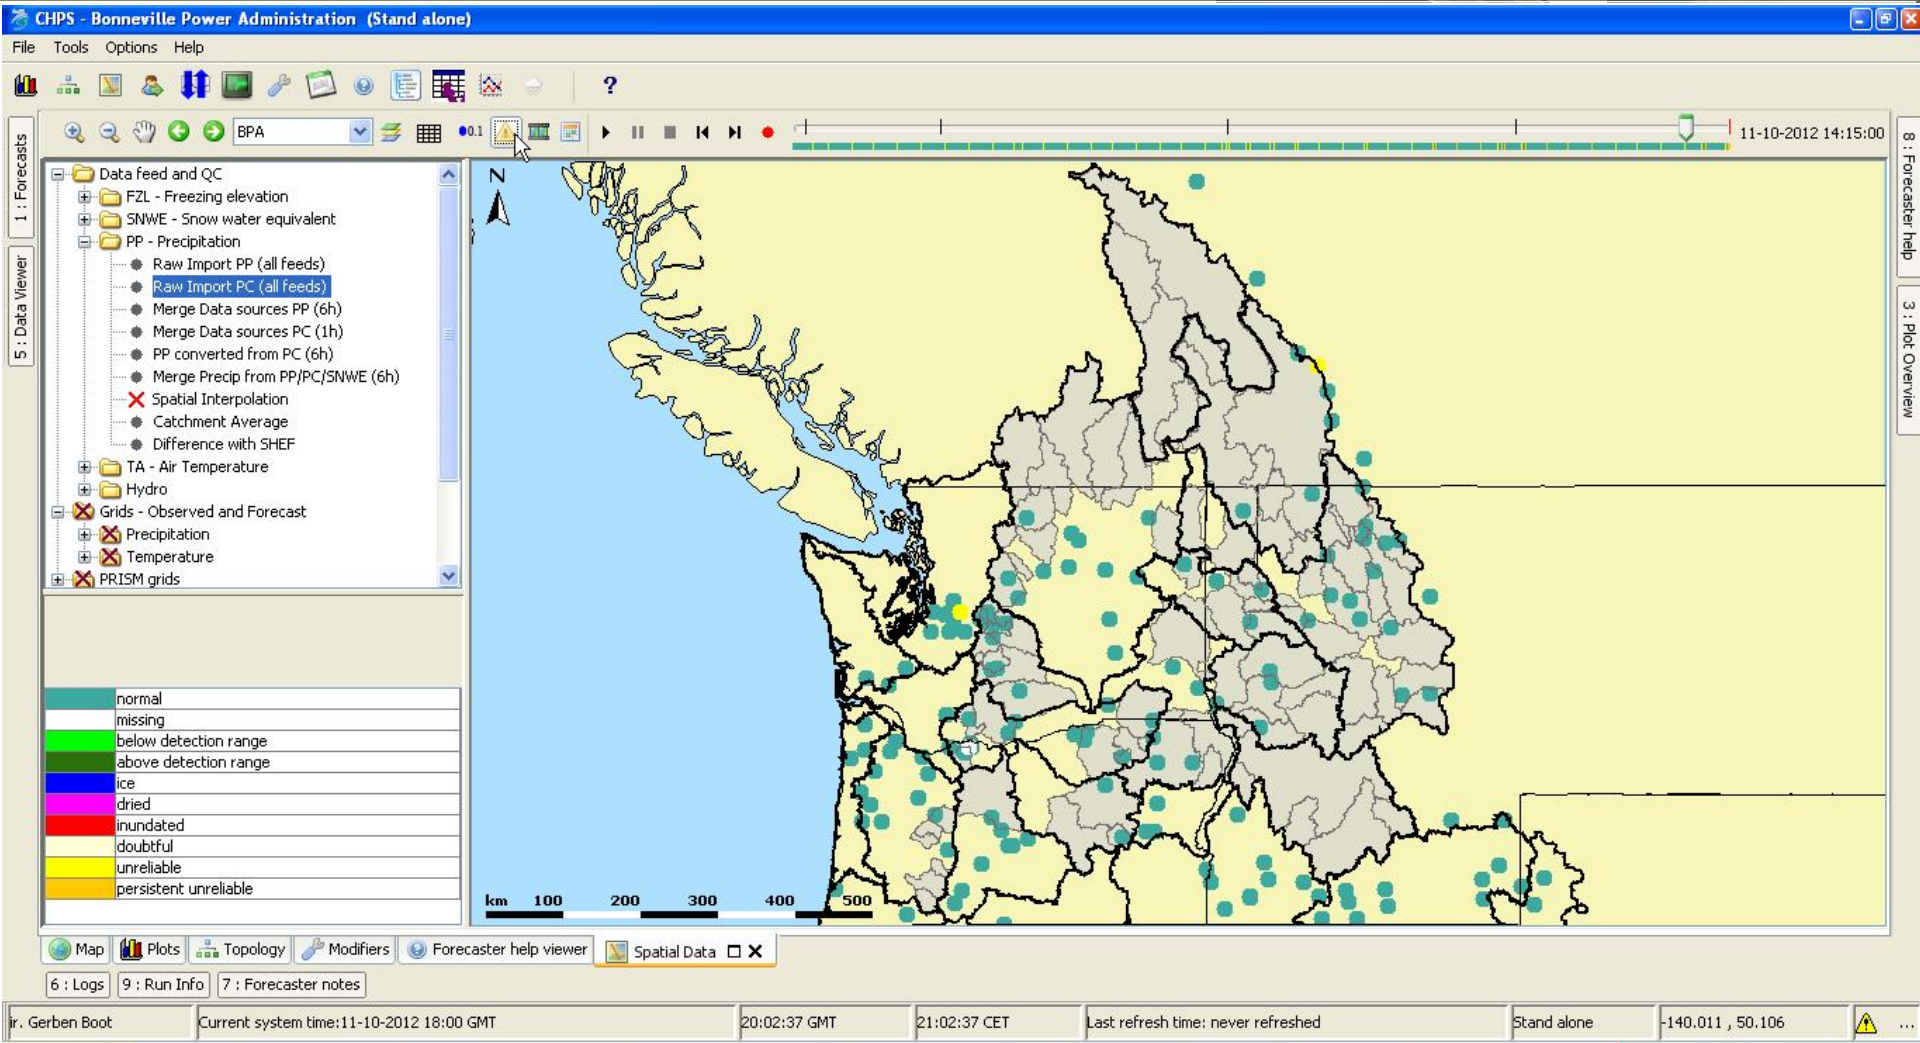 CHPS - Bonneville Power Administration (Stand alone)
File Tools Options Help
?
BPA
0.1
11-10-2012 14:15:00
1 : Forecasts
5 : Data Viewer
8 : Forecaster help
3 : Plot Overview
Data feed and QC
FZL - Freezing elevation
SNWE - Snow water equivalent
PP - Precipitation
Raw Import PP (all feeds)
Raw Import PC (all feeds)
Merge Data sources PP (6h)
Merge Data sources PC (1h)
PP converted from PC (6h)
Merge Precip from PP/PC/SNWE (6h)
Spatial Interpolation
Catchment Average
Difference with SHEF
TA - Air Temperature
Hydro
Grids - Observed and Forecast
Precipitation
Temperature
PRISM grids
normal
missing
below detection range
above detection range
ice
dried
inundated
doubtful
unreliable
persistent unreliable
N
km 100 200 300 400 500
Map Plots Topology Modifiers Forecaster help viewer Spatial Data
6 : Logs 9 : Run Info 7 : Forecaster notes
ir. Gerben Boot Current system time:11-10-2012 18:00 GMT 20:02:37 GMT 21:02:37 CET Last refresh time: never refreshed Stand alone -140.011 , 50.106 ...